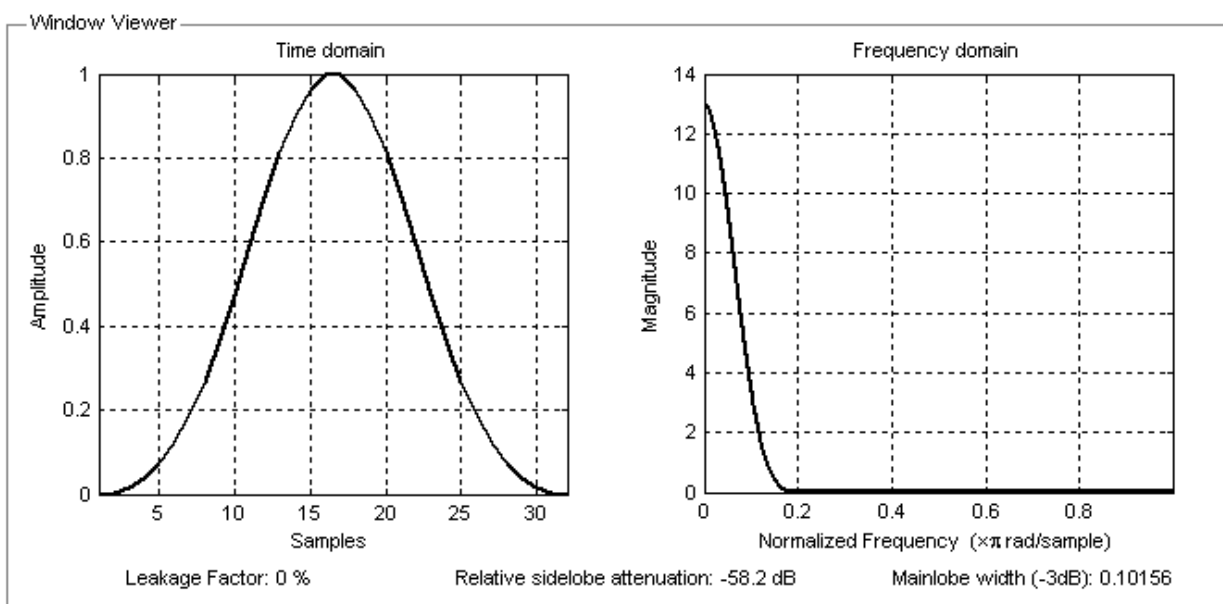 Window Viewer
Time domain
Amplitude
1
0.8
0.6
0.4
0.2
0
5 10 15 20 25 30
Samples
Frequency domain
Magnitude
14
12
10
8
6
4
2
0
0 0.2 0.4 0.6 0.8
Normalized Frequency (×π rad/sample)
Leakage Factor: 0 % Relative sidelobe attenuation: -58.2 dB Mainlobe width (-3dB): 0.10156